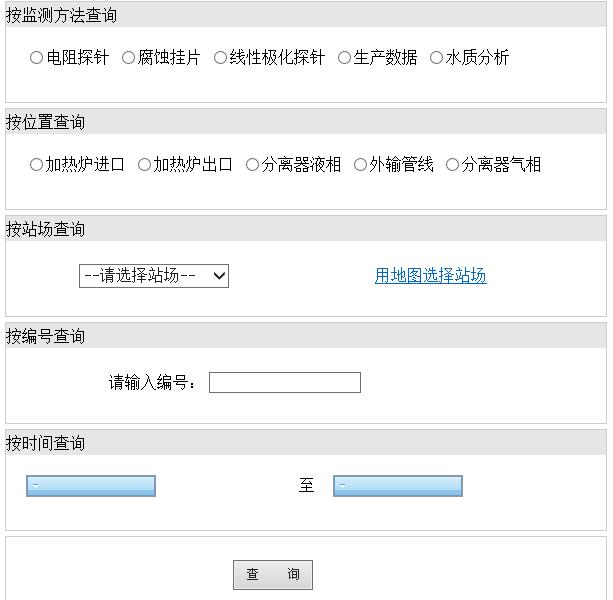 按监测方法查询
电阻探针 腐蚀挂片 线性极化探针 生产数据 水质分析
按位置查询
加热炉进口 加热炉出口 分离器液相 外输管线 分离器气相
按站场查询
--请选择站场-- 用地图选择站场
按编号查询
请输入编号：
按时间查询
- 至 -
查 询